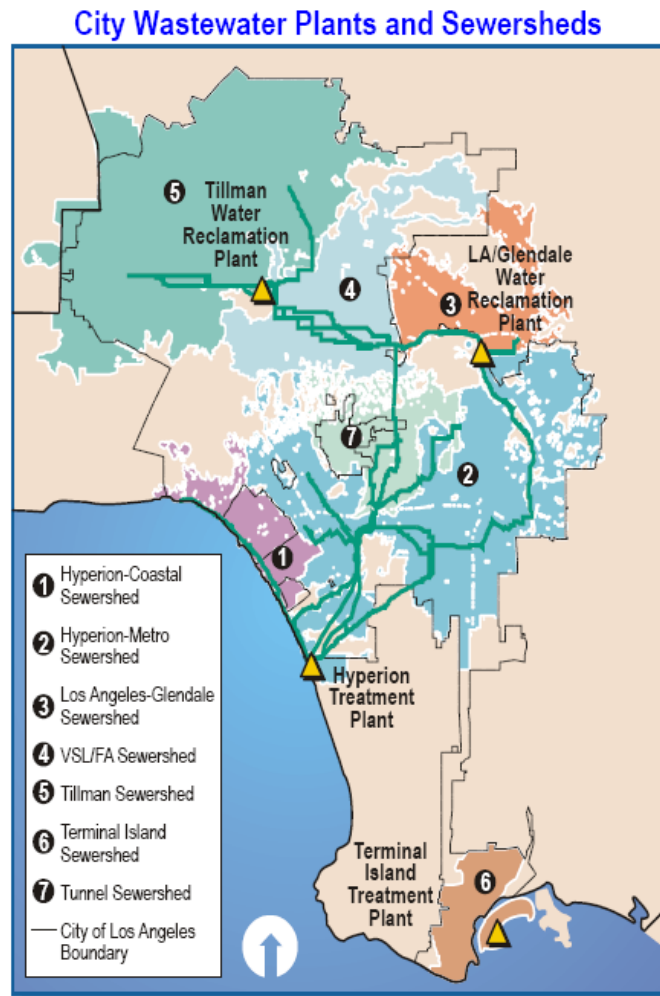 City Wastewater Plants and Sewersheds
5
Tillman
Water
Reclamation
Plant
4
LA/Glendale
Water
Reclamation
Plant
3
7
2
1
Hyperion
Treatment
Plant
Terminal
Island
Treatment
Plant
6
1 Hyperion-Coastal
Sewershed
2 Hyperion-Metro
Sewershed
3 Los Angeles-Glendale
Sewershed
4 VSL/FA Sewershed
5 Tillman Sewershed
6 Terminal Island
Sewershed
7 Tunnel Sewershed
City of Los Angeles
Boundary